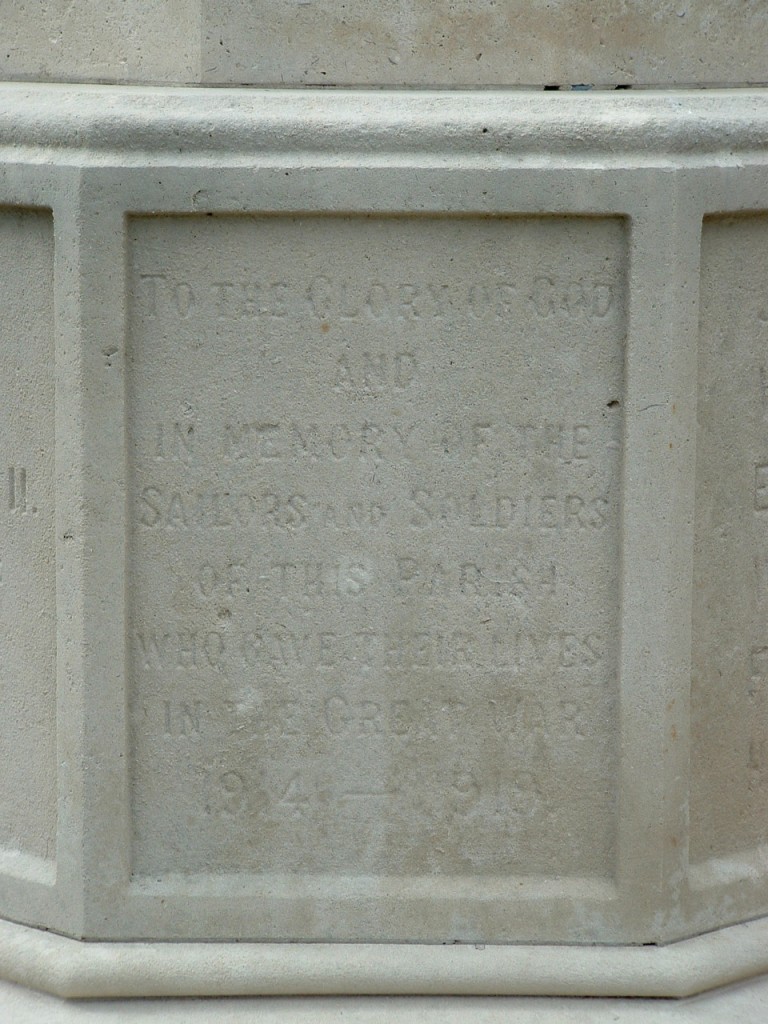 TO THE GLORY OF GOD
AND
IN MEMORY OF THE
SAILORS AND SOLDIERS
OF THIS PARISH
WHO GAVE THEIR LIVES
IN THE GREAT WAR
1914 — 1918.